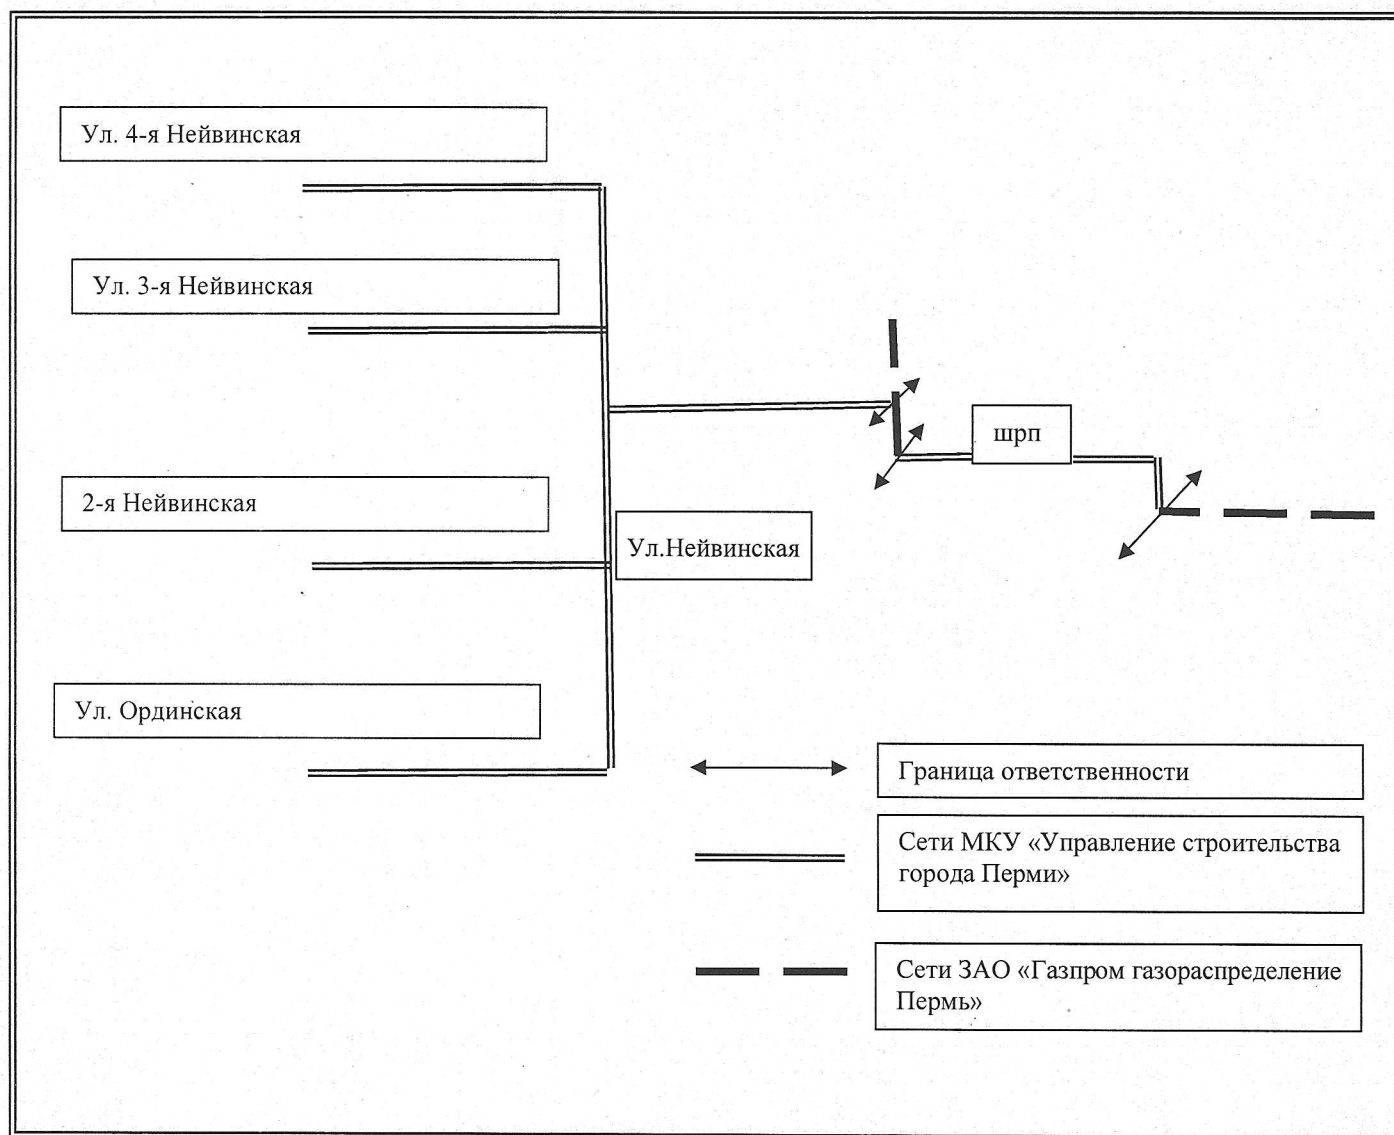 Ул. 4-я Нейвинская
Ул. 3-я Нейвинская
шрп
2-я Нейвинская
Ул.Нейвинская
Ул. Ординская
Граница ответственности
Сети МКУ «Управление строительства
города Перми»
Сети ЗАО «Газпром газораспределение
Пермь»